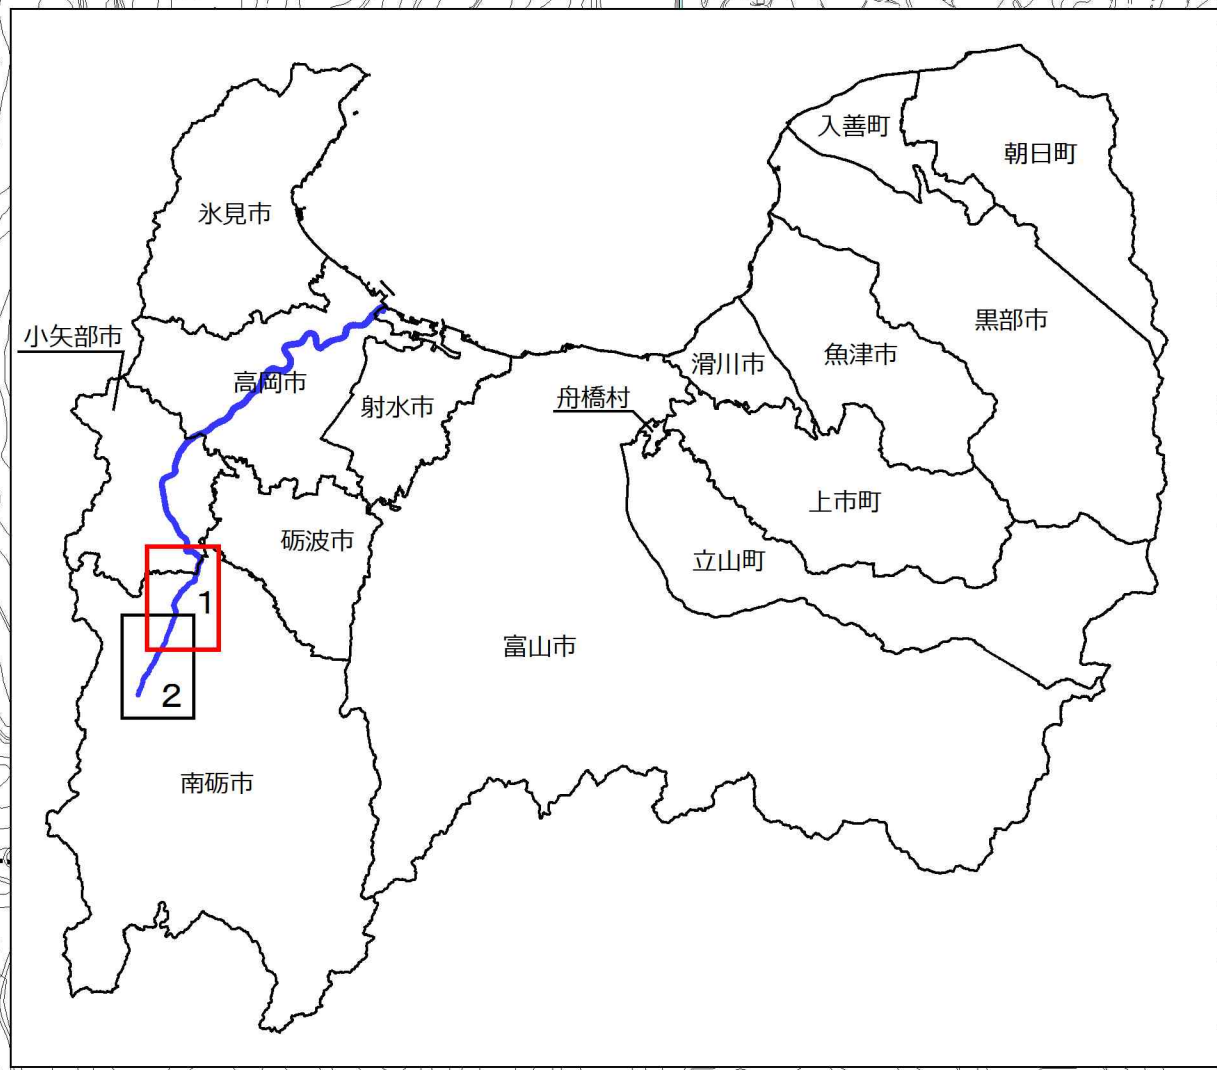 入善町
朝日町
氷見市
黒部市
小矢部市
魚津市
滑川市
高岡市
舟橋村
射水市
上市町
砺波市
立山町
1
富山市
2
南砺市